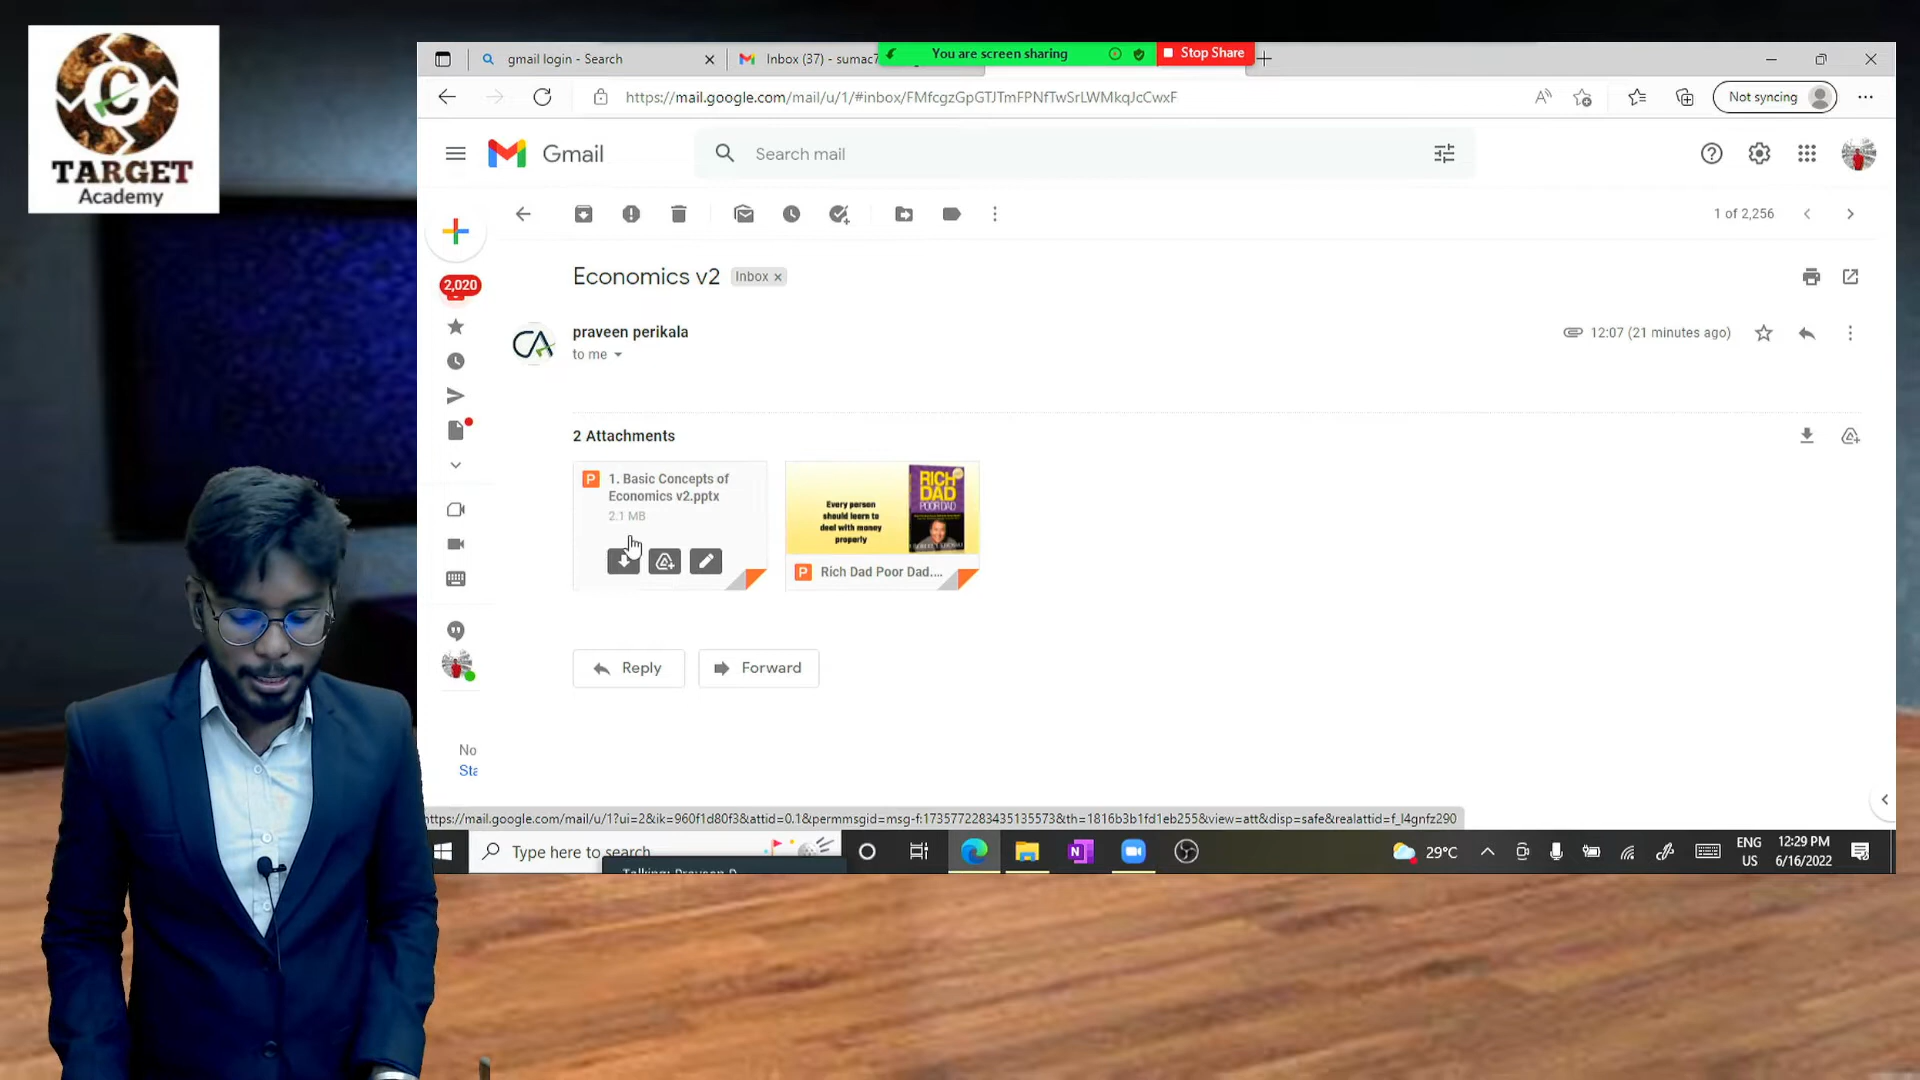 TARGET
Academy
gmail login - Search
Inbox (37) - sumac7
You are screen sharing
Stop Share
https://mail.google.com/mail/u/1/#inbox/FMfcgzGpGTJTmFPNfTwSrLWMkqJcCwxF
Not syncing
Gmail
Search mail
1 of 2,256
2,020
Economics v2
Inbox ×
praveen perikala
to me
12:07 (21 minutes ago)
2 Attachments
P
1. Basic Concepts of
Economics v2.pptx
2.1 MB
Every person
should learn to
deal with money
properly
RICH
DAD
POOR DAD
P
Rich Dad Poor Dad....
Reply
Forward
No
Sta
https://mail.google.com/mail/u/1?ui=2&ik=960f1d80f3&attid=0.1&permmsgid=msg-f:1735772283435135573&th=1816b3b1fd1eb255&view=att&disp=safe&realattid=f_l4gnfz290
Type here to search
29°C
ENG
US
12:29 PM
6/16/2022